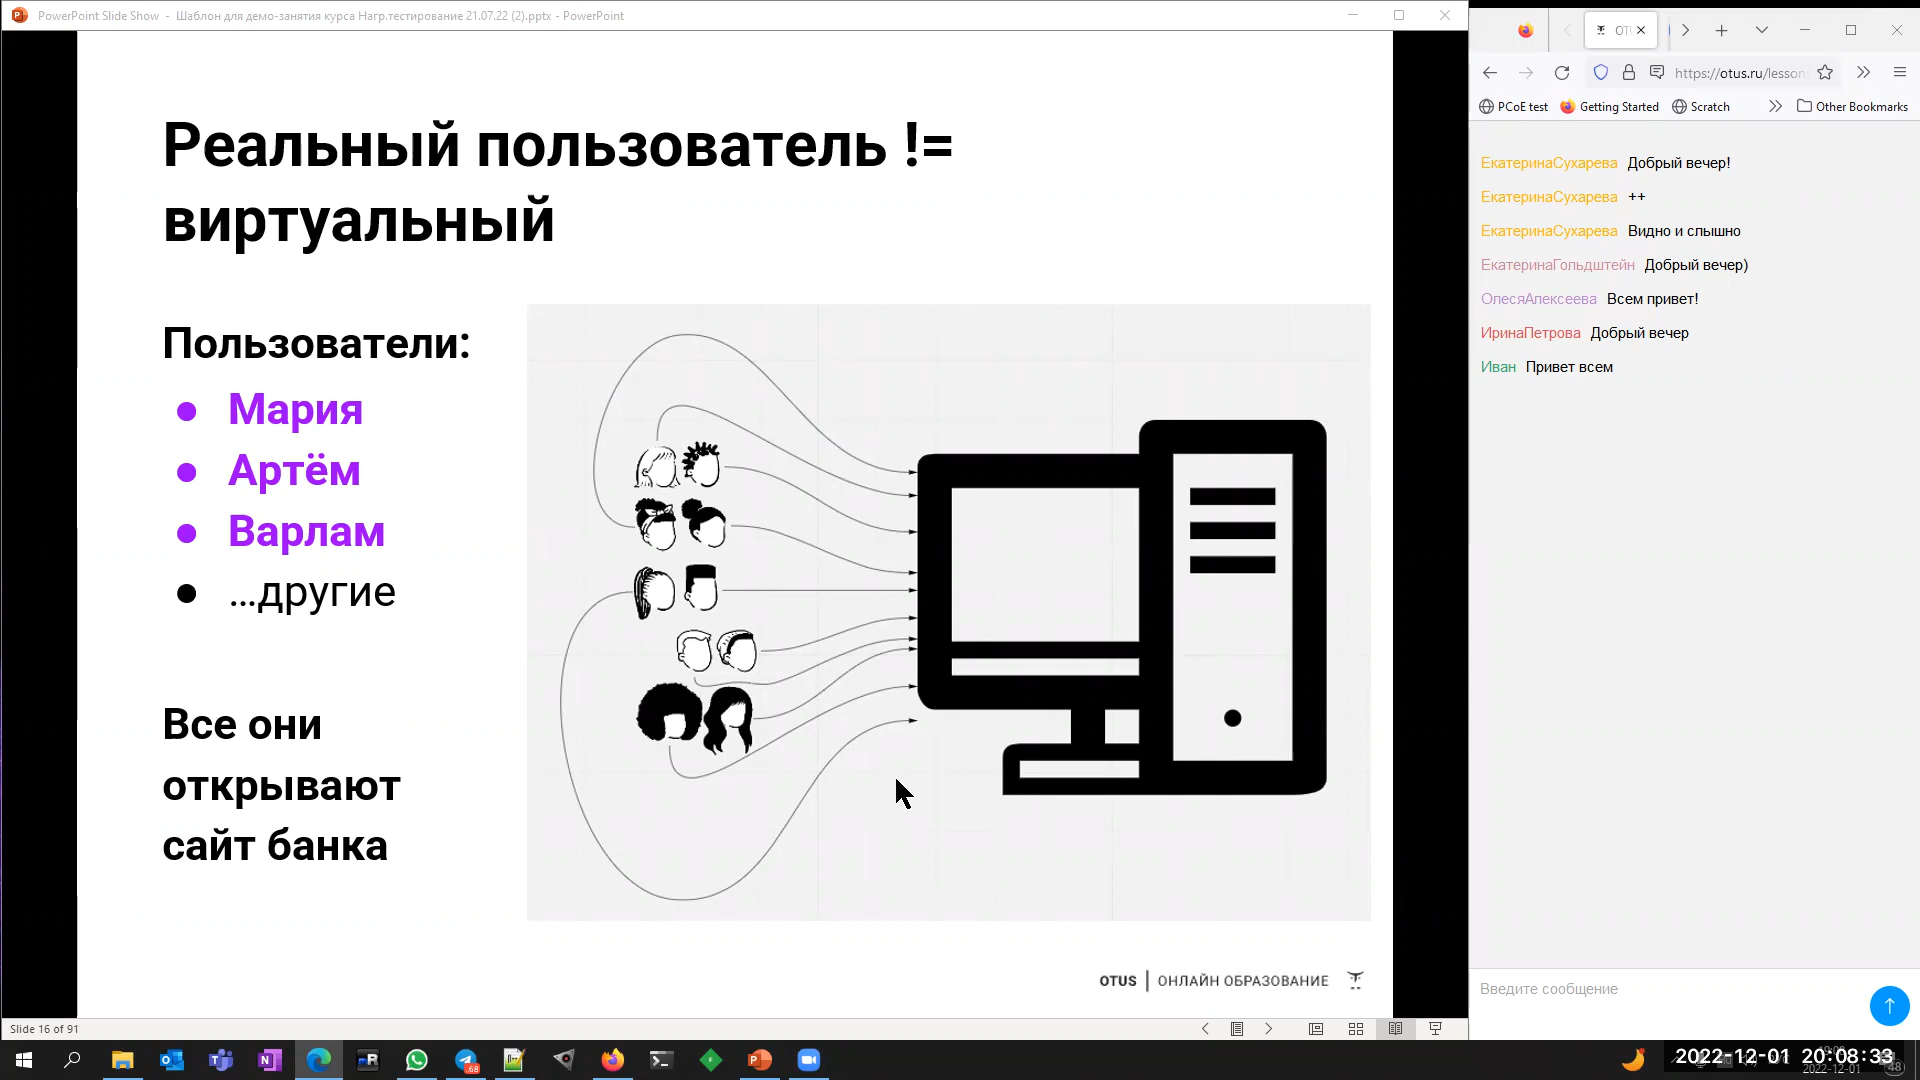 PowerPoint Slide Show - Шаблон для демо-занятия курса Нагр.тестирование 21.07.22 (2).pptx - PowerPoint
Реальный пользователь !=
виртуальный
Пользователи:
Мария
Артём
Варлам
...другие
Все они
открывают
сайт банка
OTUS | ОНЛАЙН ОБРАЗОВАНИЕ
Slide 16 of 91
https://otus.ru/lesson
PCoE test
Getting Started
Scratch
Other Bookmarks
ЕкатеринаСухарева Добрый вечер!
ЕкатеринаСухарева ++
ЕкатеринаСухарева Видно и слышно
ЕкатеринаГольдштейн Добрый вечер)
ОлесяАлексеева Всем привет!
ИринаПетрова Добрый вечер
Иван Привет всем
Введите сообщение
2022-12-01 20:08:33
2022-12-01